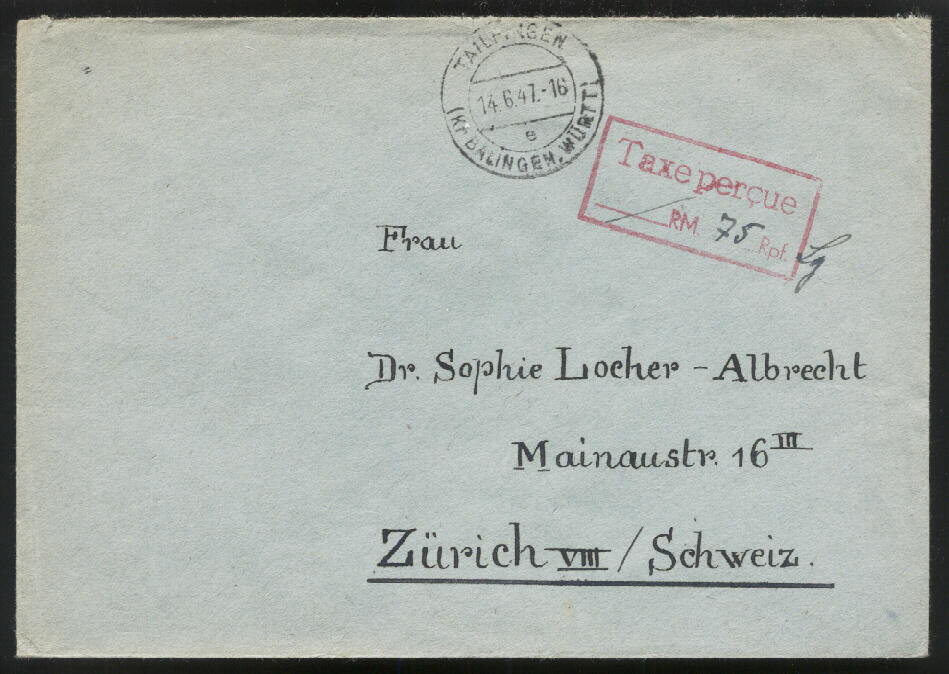 TAILFINGEN
14.6.47.-16
e
(Kr. BALINGEN, WÜRTT)
Taxe perçue
RM 75 Rpf.
Frau
Dr. Sophie Locher - Albrecht
Mainaustr. 16 III
Zürich VIII / Schweiz.